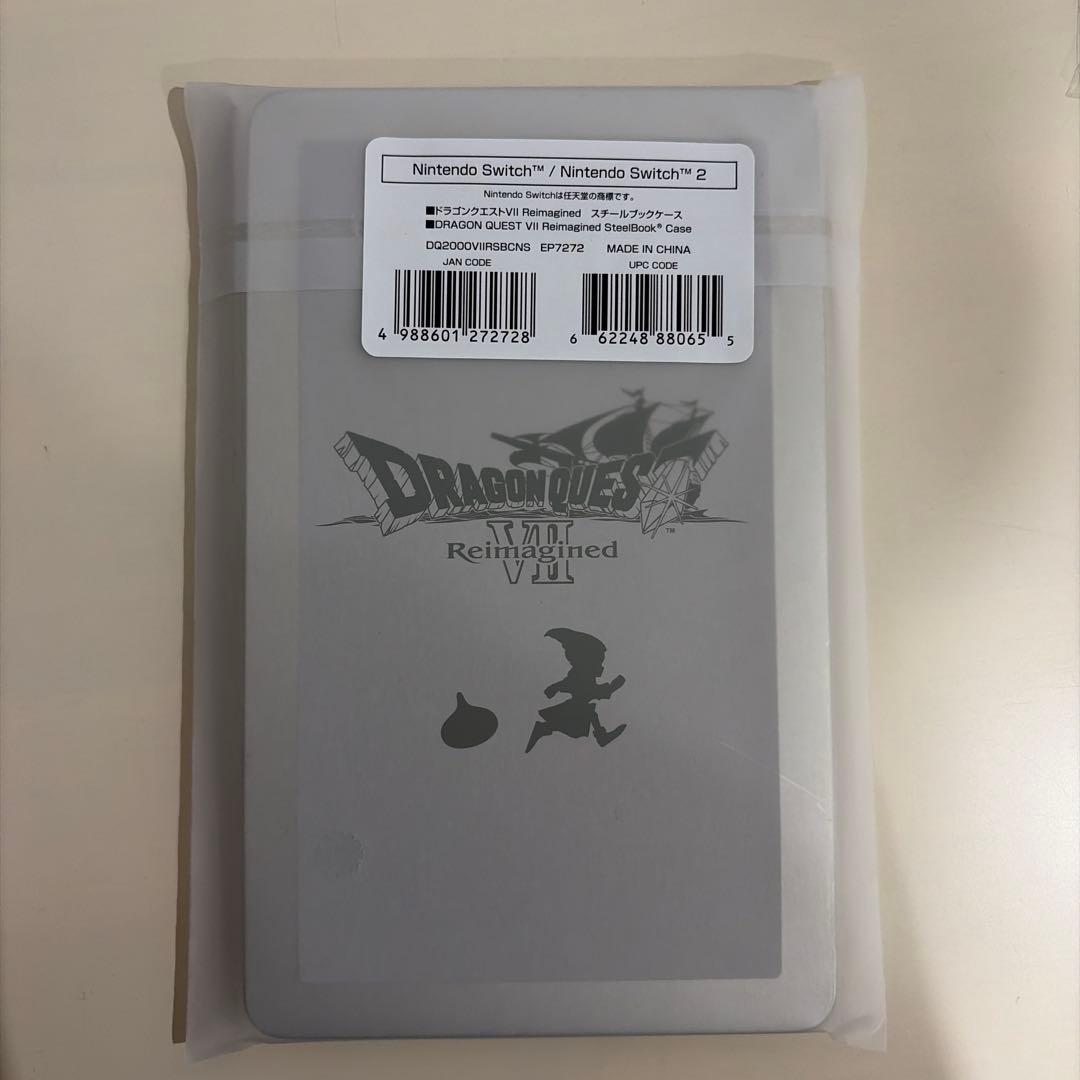 Nintendo Switch™ / Nintendo Switch™ 2
Nintendo Switchは任天堂の商標です。
■ドラゴンクエストVII Reimagined スチールブックケース
■DRAGON QUEST VII Reimagined SteelBook® Case
DQ2000VIIRSBCNS EP7272 MADE IN CHINA
JAN CODE UPC CODE
4 988601 272728 6 62248 88065 5
DRAGON QUEST™
VII
Reimagined